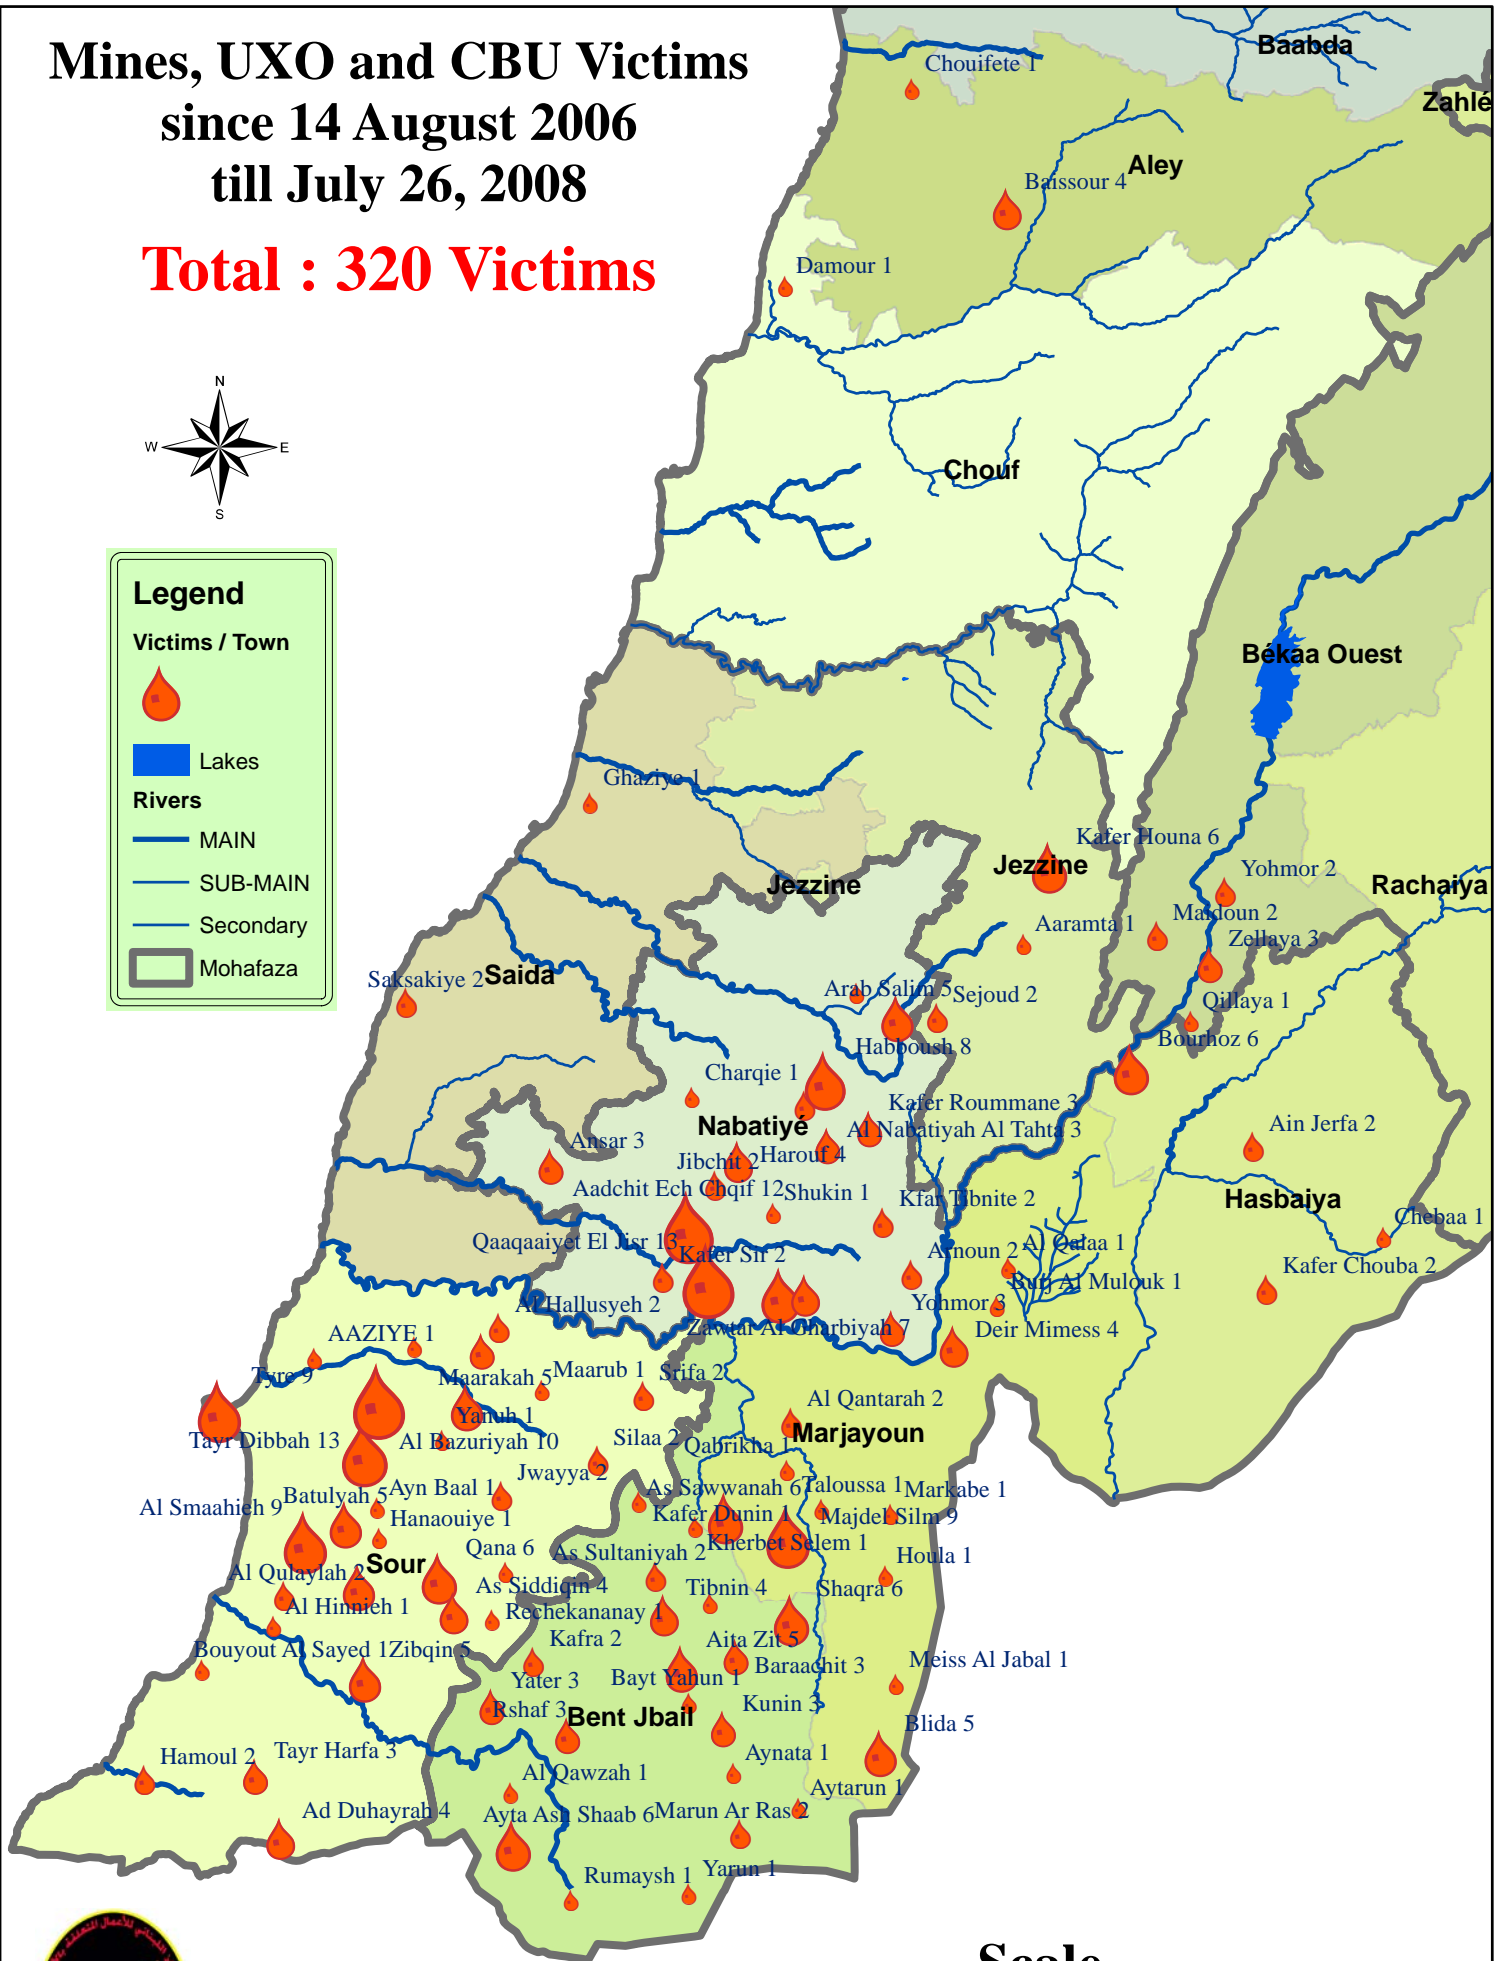 Mines, UXO and CBU Victims
since 14 August 2006
till July 26, 2008
Total : 320 Victims
N
W
E
S
Legend
Victims / Town
Lakes
Rivers
MAIN
SUB-MAIN
Secondary
Mohafaza
Baabda
Chouifete 1
Zahlé
Aley
Baissour 4
Damour 1
Chouf
Békaa Ouest
Ghaziye 1
Kafer Houna 6
Jezzine
Jezzine
Yohmor 2
Rachaiya
Maidoun 2
Aaramta 1
Zellaya 3
Saksakiye 2
Saida
Arab Salim 5
Sejoud 2
Qillaya 1
Bourhoz 6
Habboush 8
Charqie 1
Kafer Roummane 3
Nabatiyé
Al Nabatiyah Al Tahta 3
Ain Jerfa 2
Ansar 3
Jibchit 2
Harouf 4
Aadchit Ech Chqif 12
Shukin 1
Kfar Tibnite 2
Hasbaiya
Chebaa 1
Qaaqaaiyet El Jisr 13
Kafer Sir 2
Arnoun 2
Al Qalaa 1
Kafer Chouba 2
Burj Al Mulouk 1
Al Hallusyeh 2
Yohmor 3
Zawtar Al Gharbiyah 7
Deir Mimess 4
AAZIYE 1
Tyre 9
Maarakah 5
Maarub 1
Srifa 2
Al Qantarah 2
Yanuh 1
Marjayoun
Tayr Dibbah 13
Al Bazuriyah 10
Silaa 2
Qabrikha 1
Jwayya 2
Ayn Baal 1
As Sawwanah 6
Taloussa 1
Markabe 1
Batulyah 5
Al Smaahieh 9
Hanaouiye 1
Kafer Dunin 1
Majdel Silm 9
Kherbet Selem 1
Qana 6
As Sultaniyah 2
Houla 1
Sour
Al Qulaylah 2
As Siddiqin 4
Tibnin 4
Shaqra 6
Al Hinnieh 1
Rechekananay 1
Kafra 2
Aita Zit 5
Bouyout Al Sayed 1
Zibqin 5
Baraachit 3
Meiss Al Jabal 1
Yater 3
Bayt Yahun 1
Rshaf 3
Bent Jbail
Kunin 3
Blida 5
Hamoul 2
Tayr Harfa 3
Aynata 1
Al Qawzah 1
Aytarun 1
Ad Duhayrah 4
Ayta Ash Shaab 6
Marun Ar Ras 2
Rumaysh 1
Yarun 1
Scale